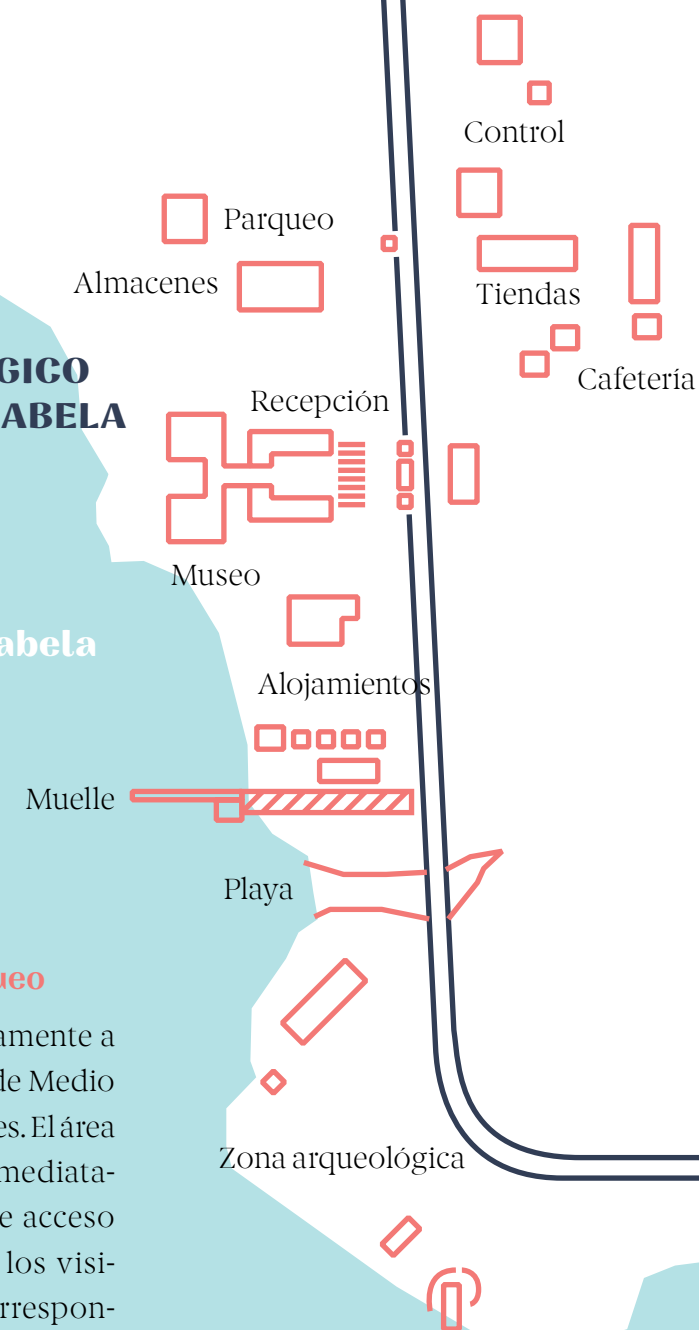 Control
Parqueo
Almacenes
Tiendas
GICO
ABELA
Cafetería
Recepción
Museo
abela
Alojamientos
Muelle
Playa
ueo
amente a
de Medio
es. El área
mediata-
Zona arqueológica
e acceso
los visi-
rrespon-